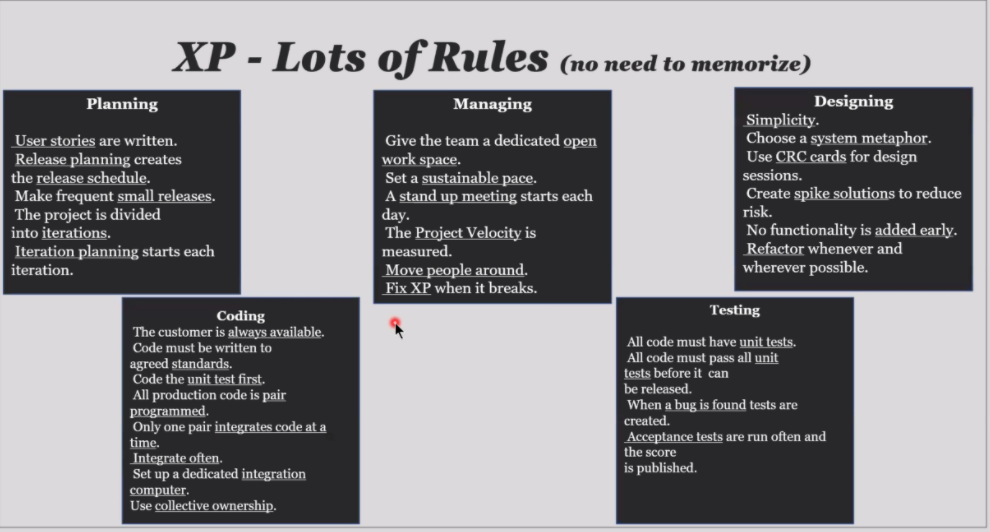 XP - Lots of Rules (no need to memorize)
Planning
User stories are written.
Release planning creates
the release schedule.
Make frequent small releases.
The project is divided
into iterations.
Iteration planning starts each
iteration.
Managing
Give the team a dedicated open
work space.
Set a sustainable pace.
A stand up meeting starts each
day.
The Project Velocity is
measured.
Move people around.
Fix XP when it breaks.
Designing
Simplicity.
Choose a system metaphor.
Use CRC cards for design
sessions.
Create spike solutions to reduce
risk.
No functionality is added early.
Refactor whenever and
wherever possible.
Coding
The customer is always available.
Code must be written to
agreed standards.
Code the unit test first.
All production code is pair
programmed.
Only one pair integrates code at a
time.
Integrate often.
Set up a dedicated integration
computer.
Use collective ownership.
Testing
All code must have unit tests.
All code must pass all unit
tests before it can
be released.
When a bug is found tests are
created.
Acceptance tests are run often and
the score
is published.